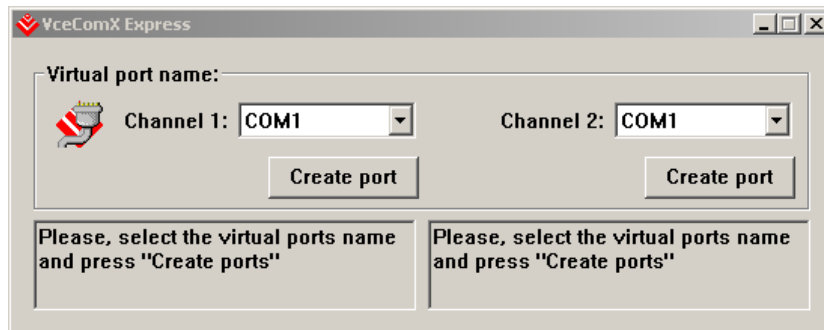 VceComX Express
Virtual port name:
Channel 1: COM1 Channel 2: COM1
Create port Create port
Please, select the virtual ports name
and press "Create ports"
Please, select the virtual ports name
and press "Create ports"